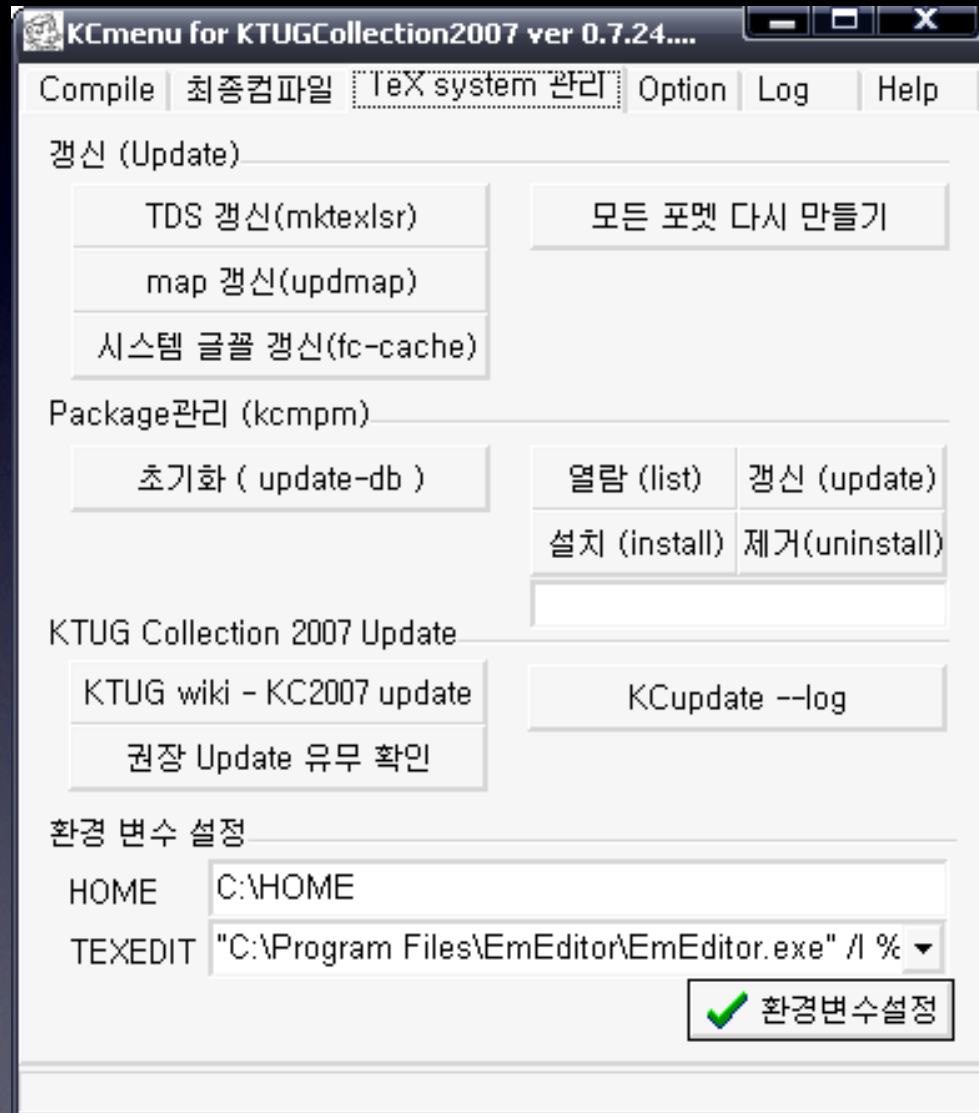 KCmenu for KTUGCollection2007 ver 0.7.24....
Compile 최종컴파일 TeX system 관리 Option Log Help
갱신 (Update)
TDS 갱신(mktexlsr) 모든 포멧 다시 만들기
map 갱신(updmap)
시스템 글꼴 갱신(fc-cache)
Package관리 (kcmpm)
초기화 ( update-db ) 열람 (list) 갱신 (update)
설치 (install) 제거(uninstall)
KTUG Collection 2007 Update
KTUG wiki - KC2007 update KCupdate --log
권장 Update 유무 확인
환경 변수 설정
HOME C:\HOME
TEXEDIT "C:\Program Files\EmEditor\EmEditor.exe" /l %
환경변수설정